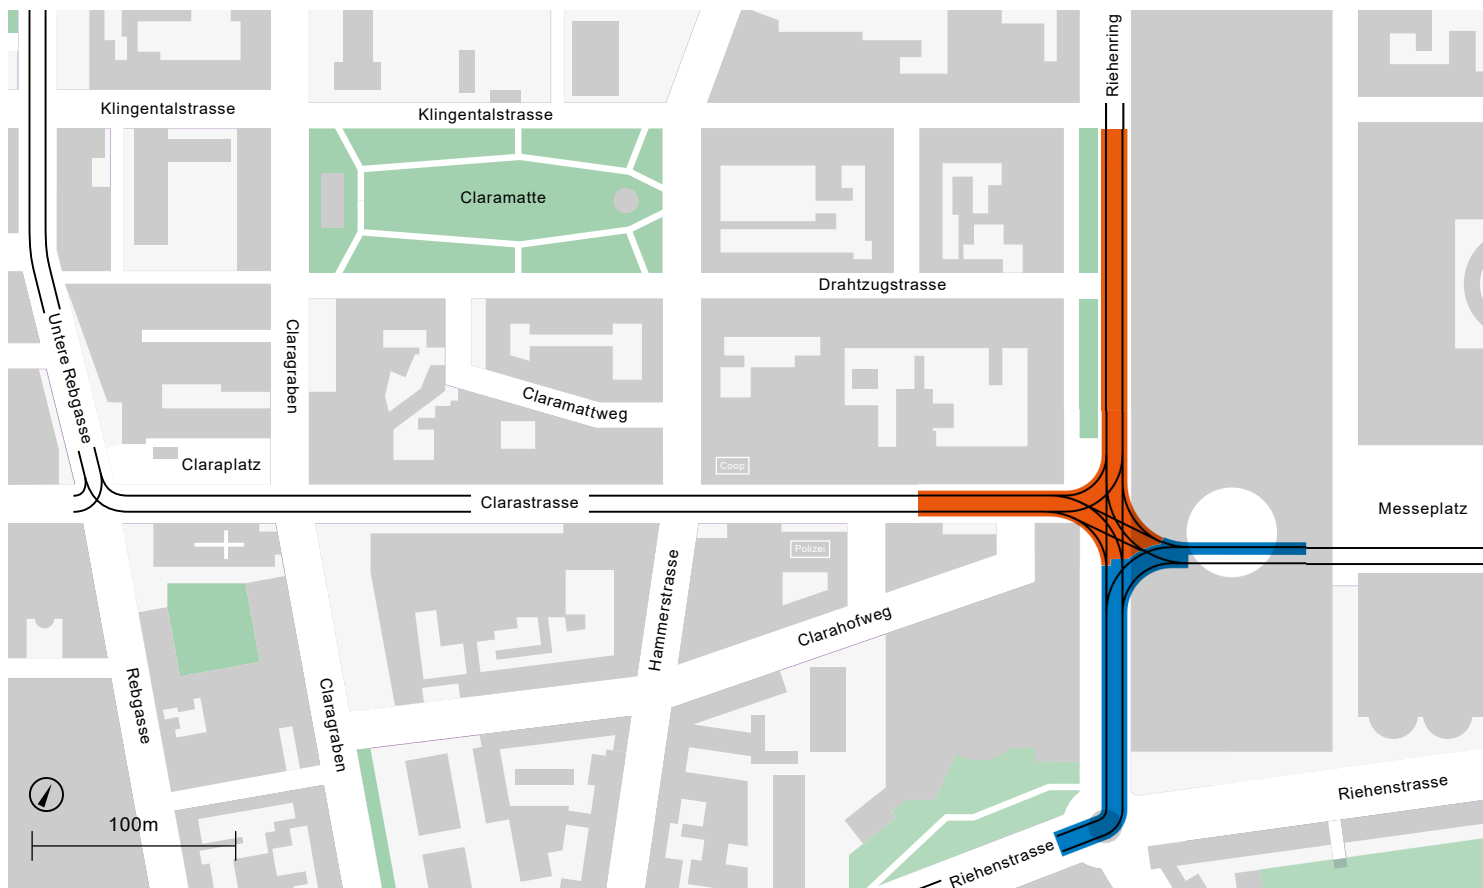 Riehenring
Klingentalstrasse
Klingentalstrasse
Claramatte
Drahtzugstrasse
Untere Rebgasse
Claragraben
Claramattweg
Claraplatz
Coop
Clarastrasse
Messeplatz
Polizei
Hammerstrasse
Clarahofweg
Rebgasse
Claragraben
Riehenstrasse
100m
Riehenstrasse